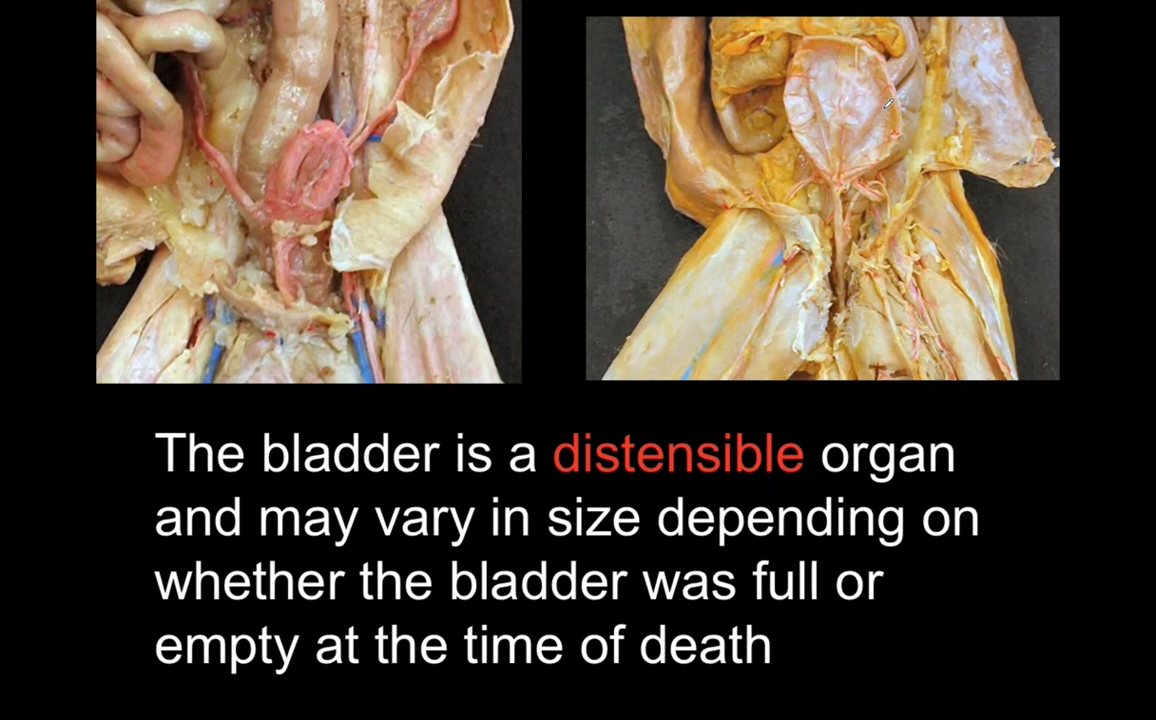 The bladder is a distensible organ
and may vary in size depending on
whether the bladder was full or
empty at the time of death